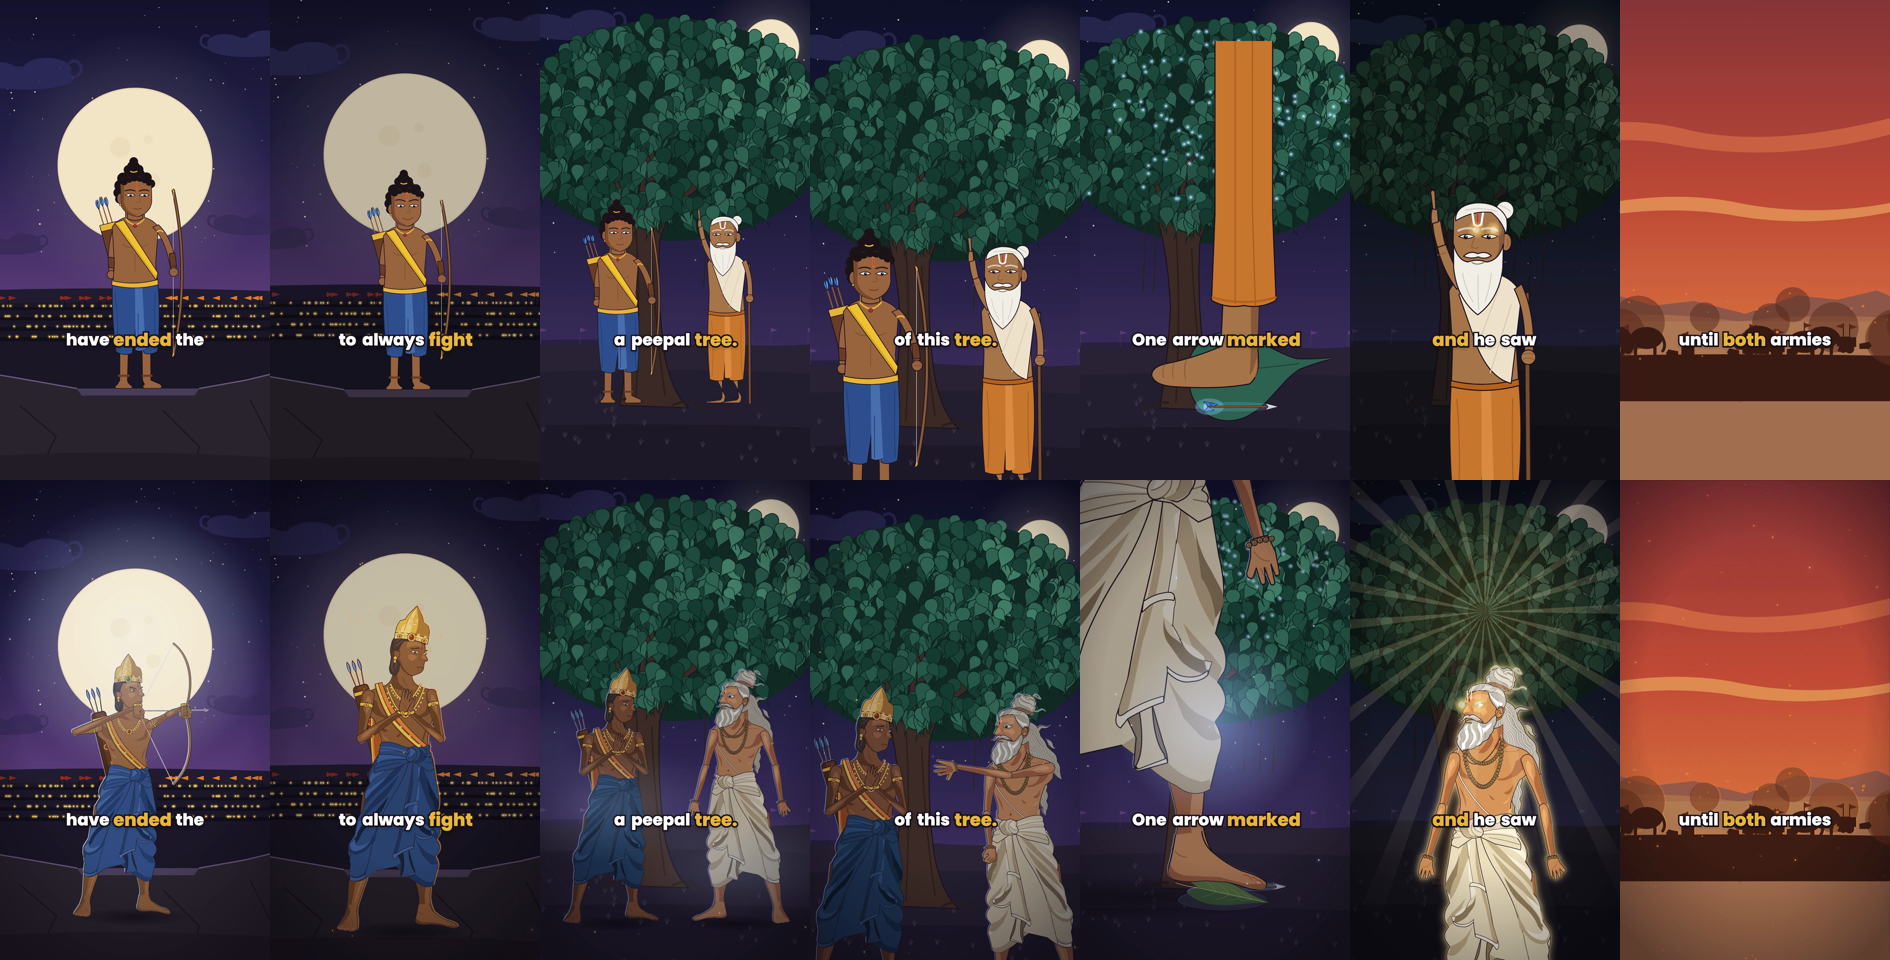 have ended the
to always fight
a peepal tree.
of this tree.
One arrow marked
and he saw
until both armies
have ended the
to always fight
a peepal tree.
of this tree.
One arrow marked
and he saw
until both armies